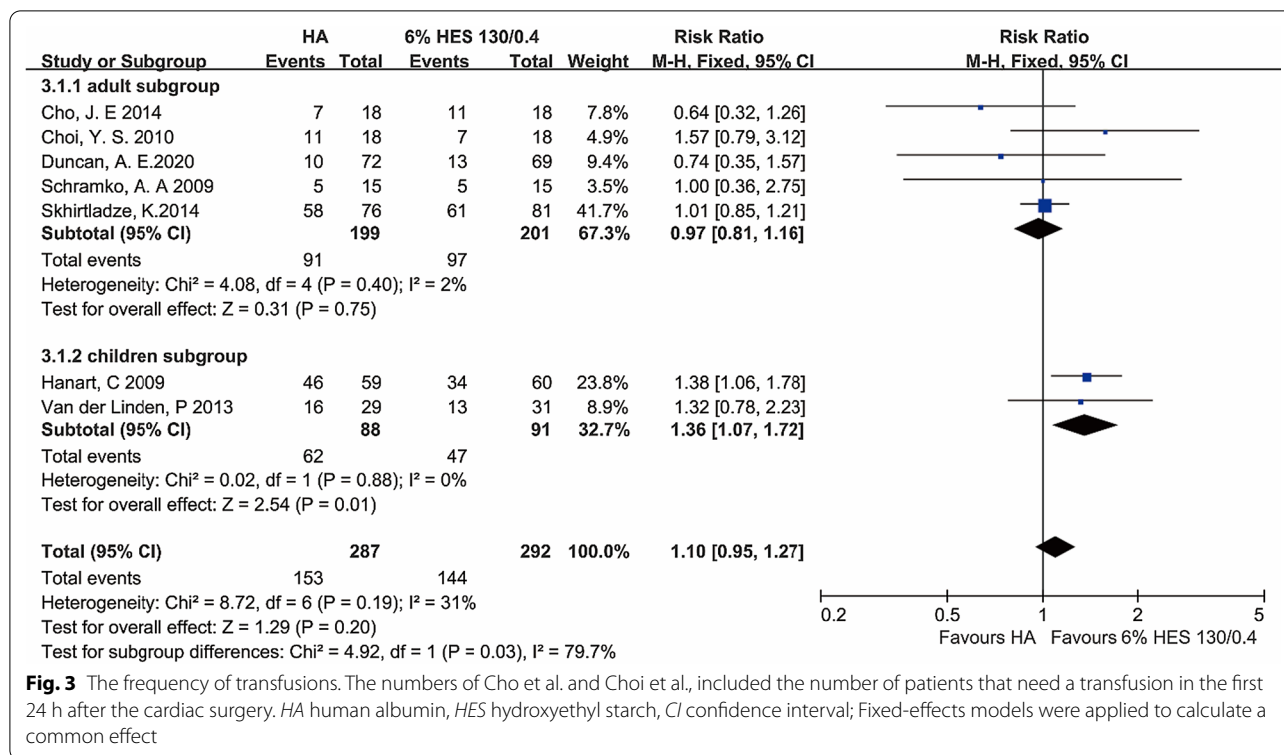 HA 6% HES 130/0.4 Risk Ratio Risk Ratio
Study or Subgroup Events Total Events Total Weight M-H, Fixed, 95% CI M-H, Fixed, 95% CI
3.1.1 adult subgroup
Cho, J. E 2014 7 18 11 18 7.8% 0.64 [0.32, 1.26]
Choi, Y. S. 2010 11 18 7 18 4.9% 1.57 [0.79, 3.12]
Duncan, A. E.2020 10 72 13 69 9.4% 0.74 [0.35, 1.57]
Schramko, A. A 2009 5 15 5 15 3.5% 1.00 [0.36, 2.75]
Skhirtladze, K.2014 58 76 61 81 41.7% 1.01 [0.85, 1.21]
Subtotal (95% CI) 199 201 67.3% 0.97 [0.81, 1.16]
Total events 91 97
Heterogeneity: Chi² = 4.08, df = 4 (P = 0.40); I² = 2%
Test for overall effect: Z = 0.31 (P = 0.75)
3.1.2 children subgroup
Hanart, C 2009 46 59 34 60 23.8% 1.38 [1.06, 1.78]
Van der Linden, P 2013 16 29 13 31 8.9% 1.32 [0.78, 2.23]
Subtotal (95% CI) 88 91 32.7% 1.36 [1.07, 1.72]
Total events 62 47
Heterogeneity: Chi² = 0.02, df = 1 (P = 0.88); I² = 0%
Test for overall effect: Z = 2.54 (P = 0.01)
Total (95% CI) 287 292 100.0% 1.10 [0.95, 1.27]
Total events 153 144
Heterogeneity: Chi² = 8.72, df = 6 (P = 0.19); I² = 31%
Test for overall effect: Z = 1.29 (P = 0.20)
Test for subgroup differences: Chi² = 4.92, df = 1 (P = 0.03), I² = 79.7%
0.2 0.5 1 2 5
Favours HA Favours 6% HES 130/0.4
Fig. 3 The frequency of transfusions. The numbers of Cho et al. and Choi et al., included the number of patients that need a transfusion in the first
24 h after the cardiac surgery. HA human albumin, HES hydroxyethyl starch, CI confidence interval; Fixed-effects models were applied to calculate a
common effect